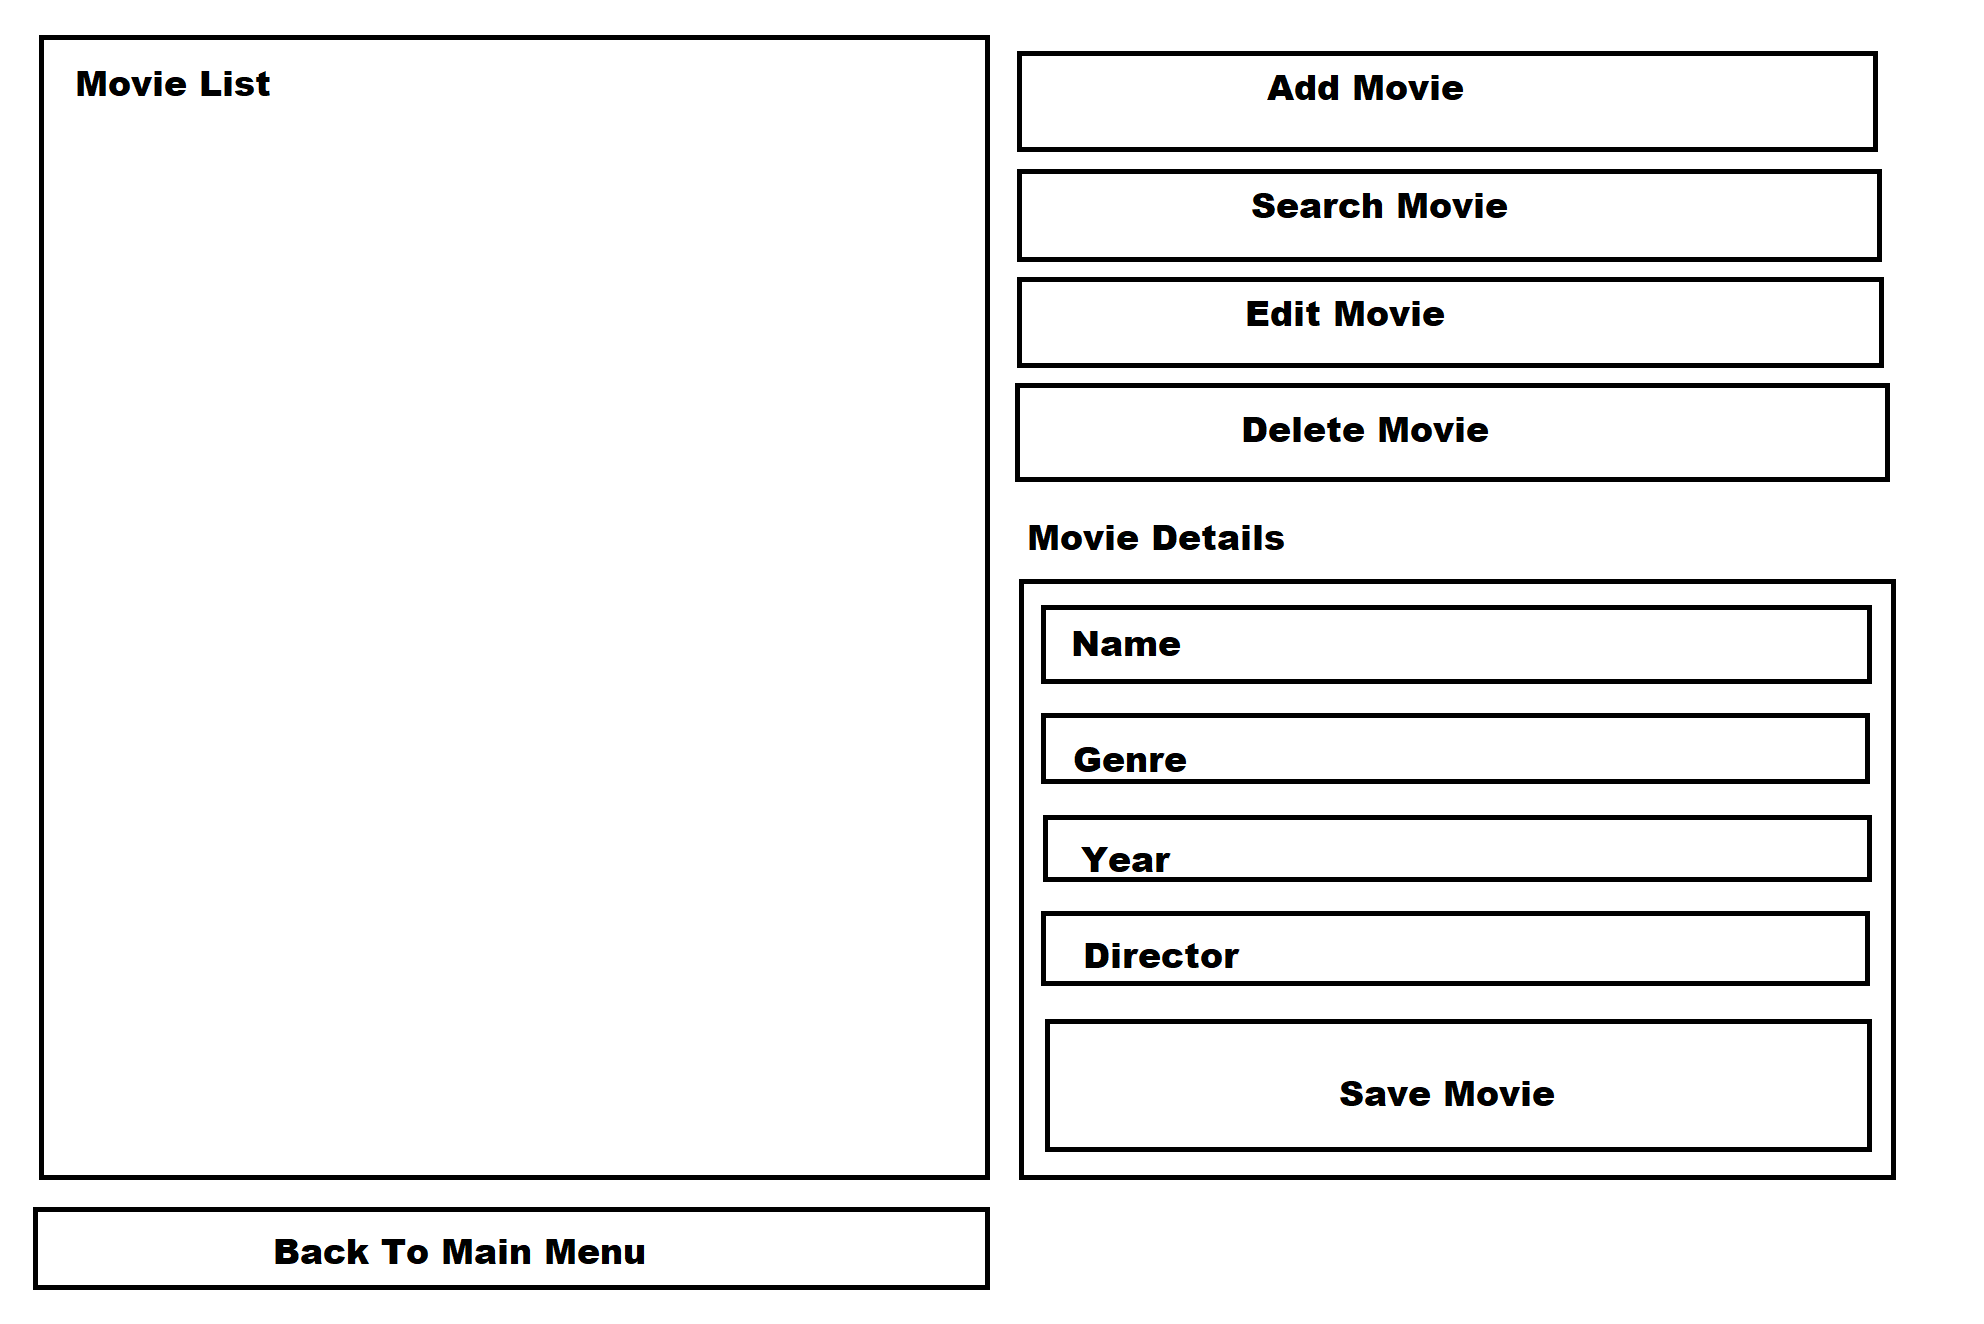 Movie List
Add Movie
Search Movie
Edit Movie
Delete Movie
Movie Details
Name
Genre
Year
Director
Save Movie
Back To Main Menu